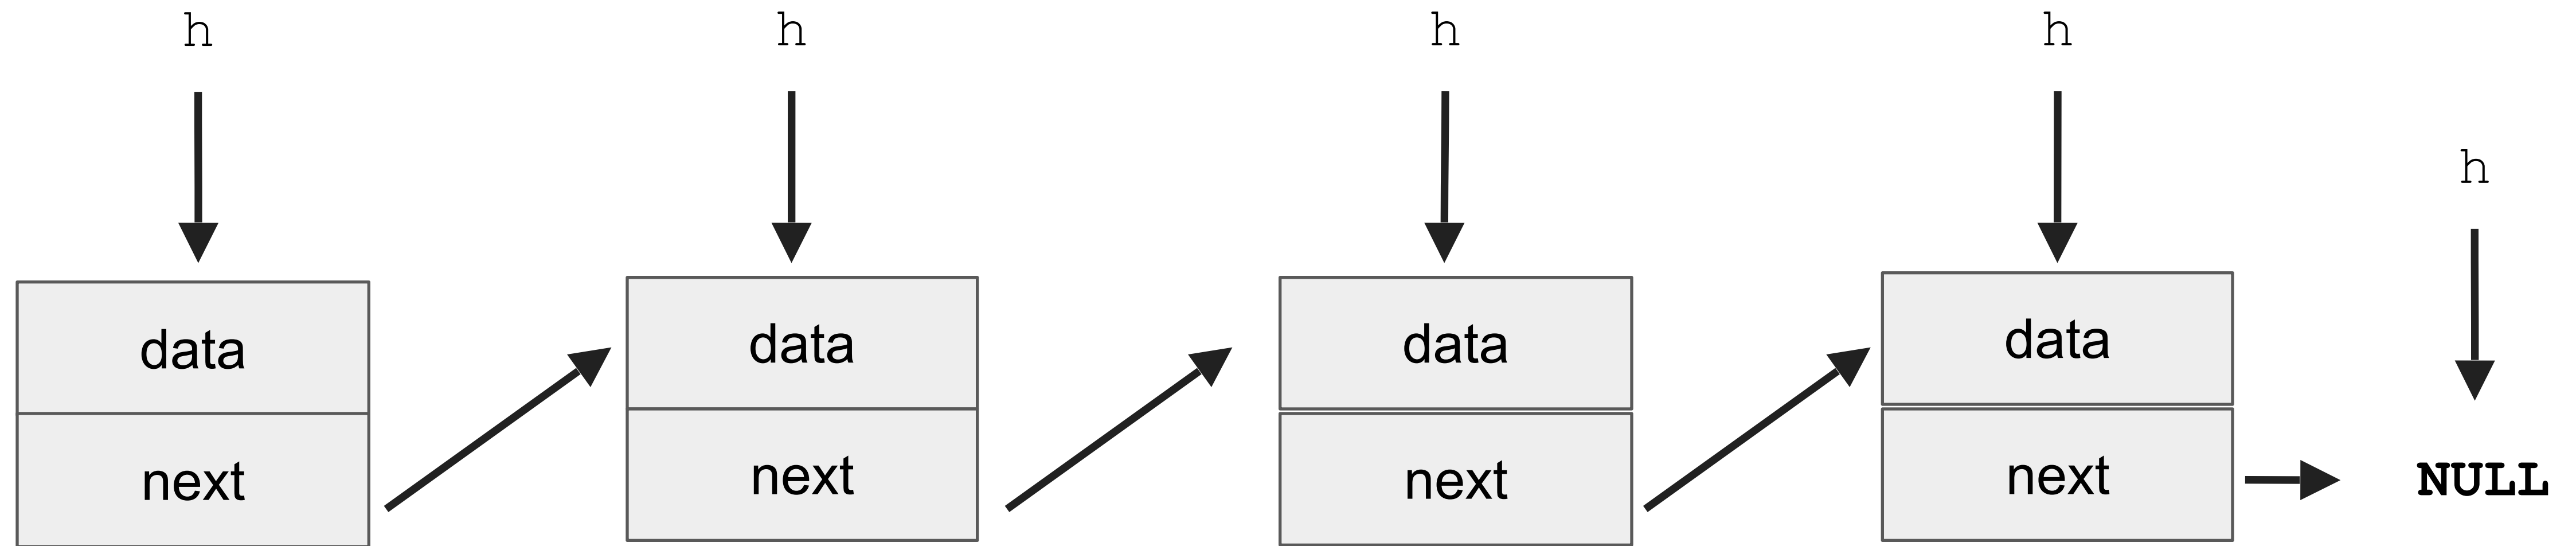 h h h h
h
data data data data
next next next next NULL